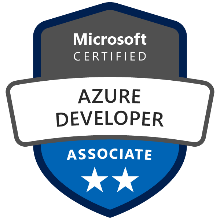 Microsoft
CERTIFIED
AZURE
DEVELOPER
ASSOCIATE